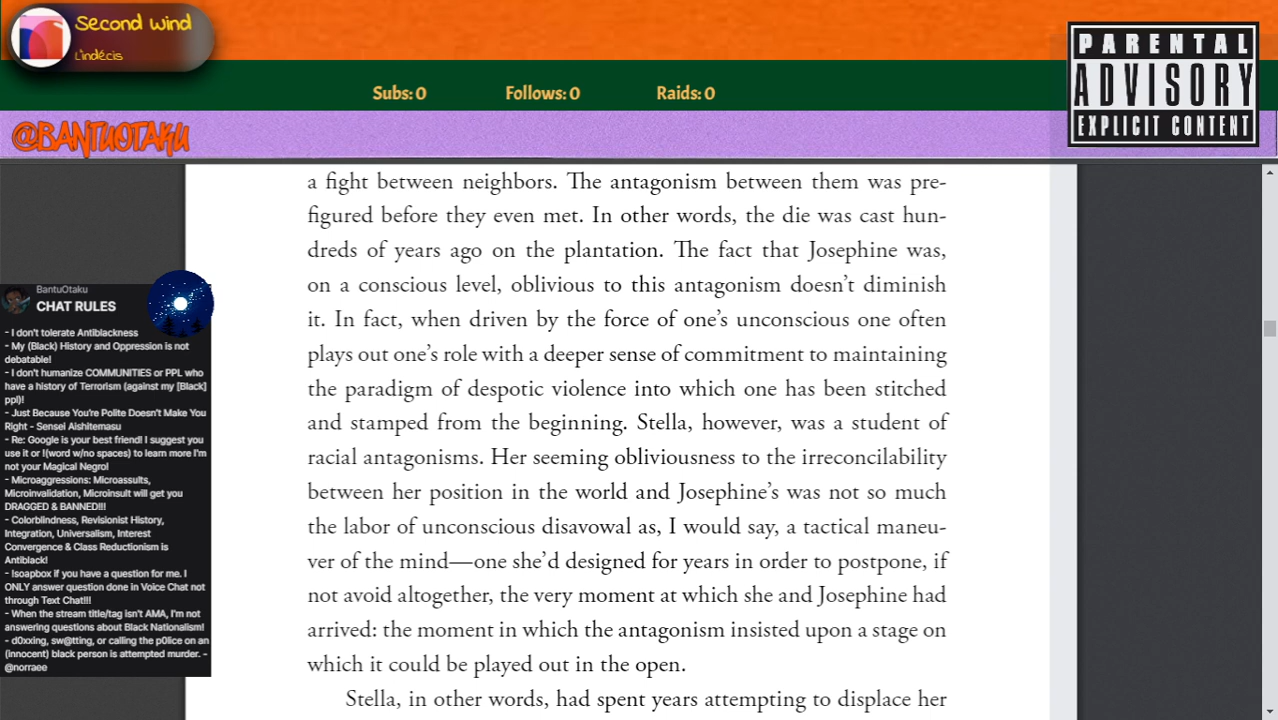 Second wind
L'indécis
PARENTAL
ADVISORY
EXPLICIT CONTENT
Subs: 0
Follows: 0
Raids: 0
@BANTUOTAKU
a fight between neighbors. The antagonism between them was pre-
figured before they even met. In other words, the die was cast hun-
dreds of years ago on the plantation. The fact that Josephine was,
on a conscious level, oblivious to this antagonism doesn't diminish
it. In fact, when driven by the force of one's unconscious one often
plays out one's role with a deeper sense of commitment to maintaining
the paradigm of despotic violence into which one has been stitched
and stamped from the beginning. Stella, however, was a student of
racial antagonisms. Her seeming obliviousness to the irreconcilability
between her position in the world and Josephine's was not so much
the labor of unconscious disavowal as, I would say, a tactical maneu-
ver of the mind—one she'd designed for years in order to postpone, if
not avoid altogether, the very moment at which she and Josephine had
arrived: the moment in which the antagonism insisted upon a stage on
which it could be played out in the open.
Stella, in other words, had spent years attempting to displace her
BantuOtaku
CHAT RULES
- I don't tolerate Antiblackness
- My (Black) History and Oppression is not
debatable!
- I don't humanize COMMUNITIES or PPL who
have a history of Terrorism (against my [Black]
ppl)!
- Just Because You're Polite Doesn't Make You
Right - Sensei Aishitemasu
- Re: Google is your best friend! I suggest you
use it or !(word w/no spaces) to learn more I'm
not your Magical Negro!
- Microaggressions: Microassults,
Microinvalidation, Microinsult will get you
DRAGGED & BANNED!!!
- Colorblindness, Revisionist History,
Integration, Universalism, Interest
Convergence & Class Reductionism is
Antiblack!
- !soapbox if you have a question for me. I
ONLY answer question done in Voice Chat not
through Text Chat!!!
- When the stream title/tag isn't AMA, I'm not
answering questions about Black Nationalism!
- d0xxing, sw@tting, or calling the p0lice on an
(innocent) black person is attempted murder. -
@norraee